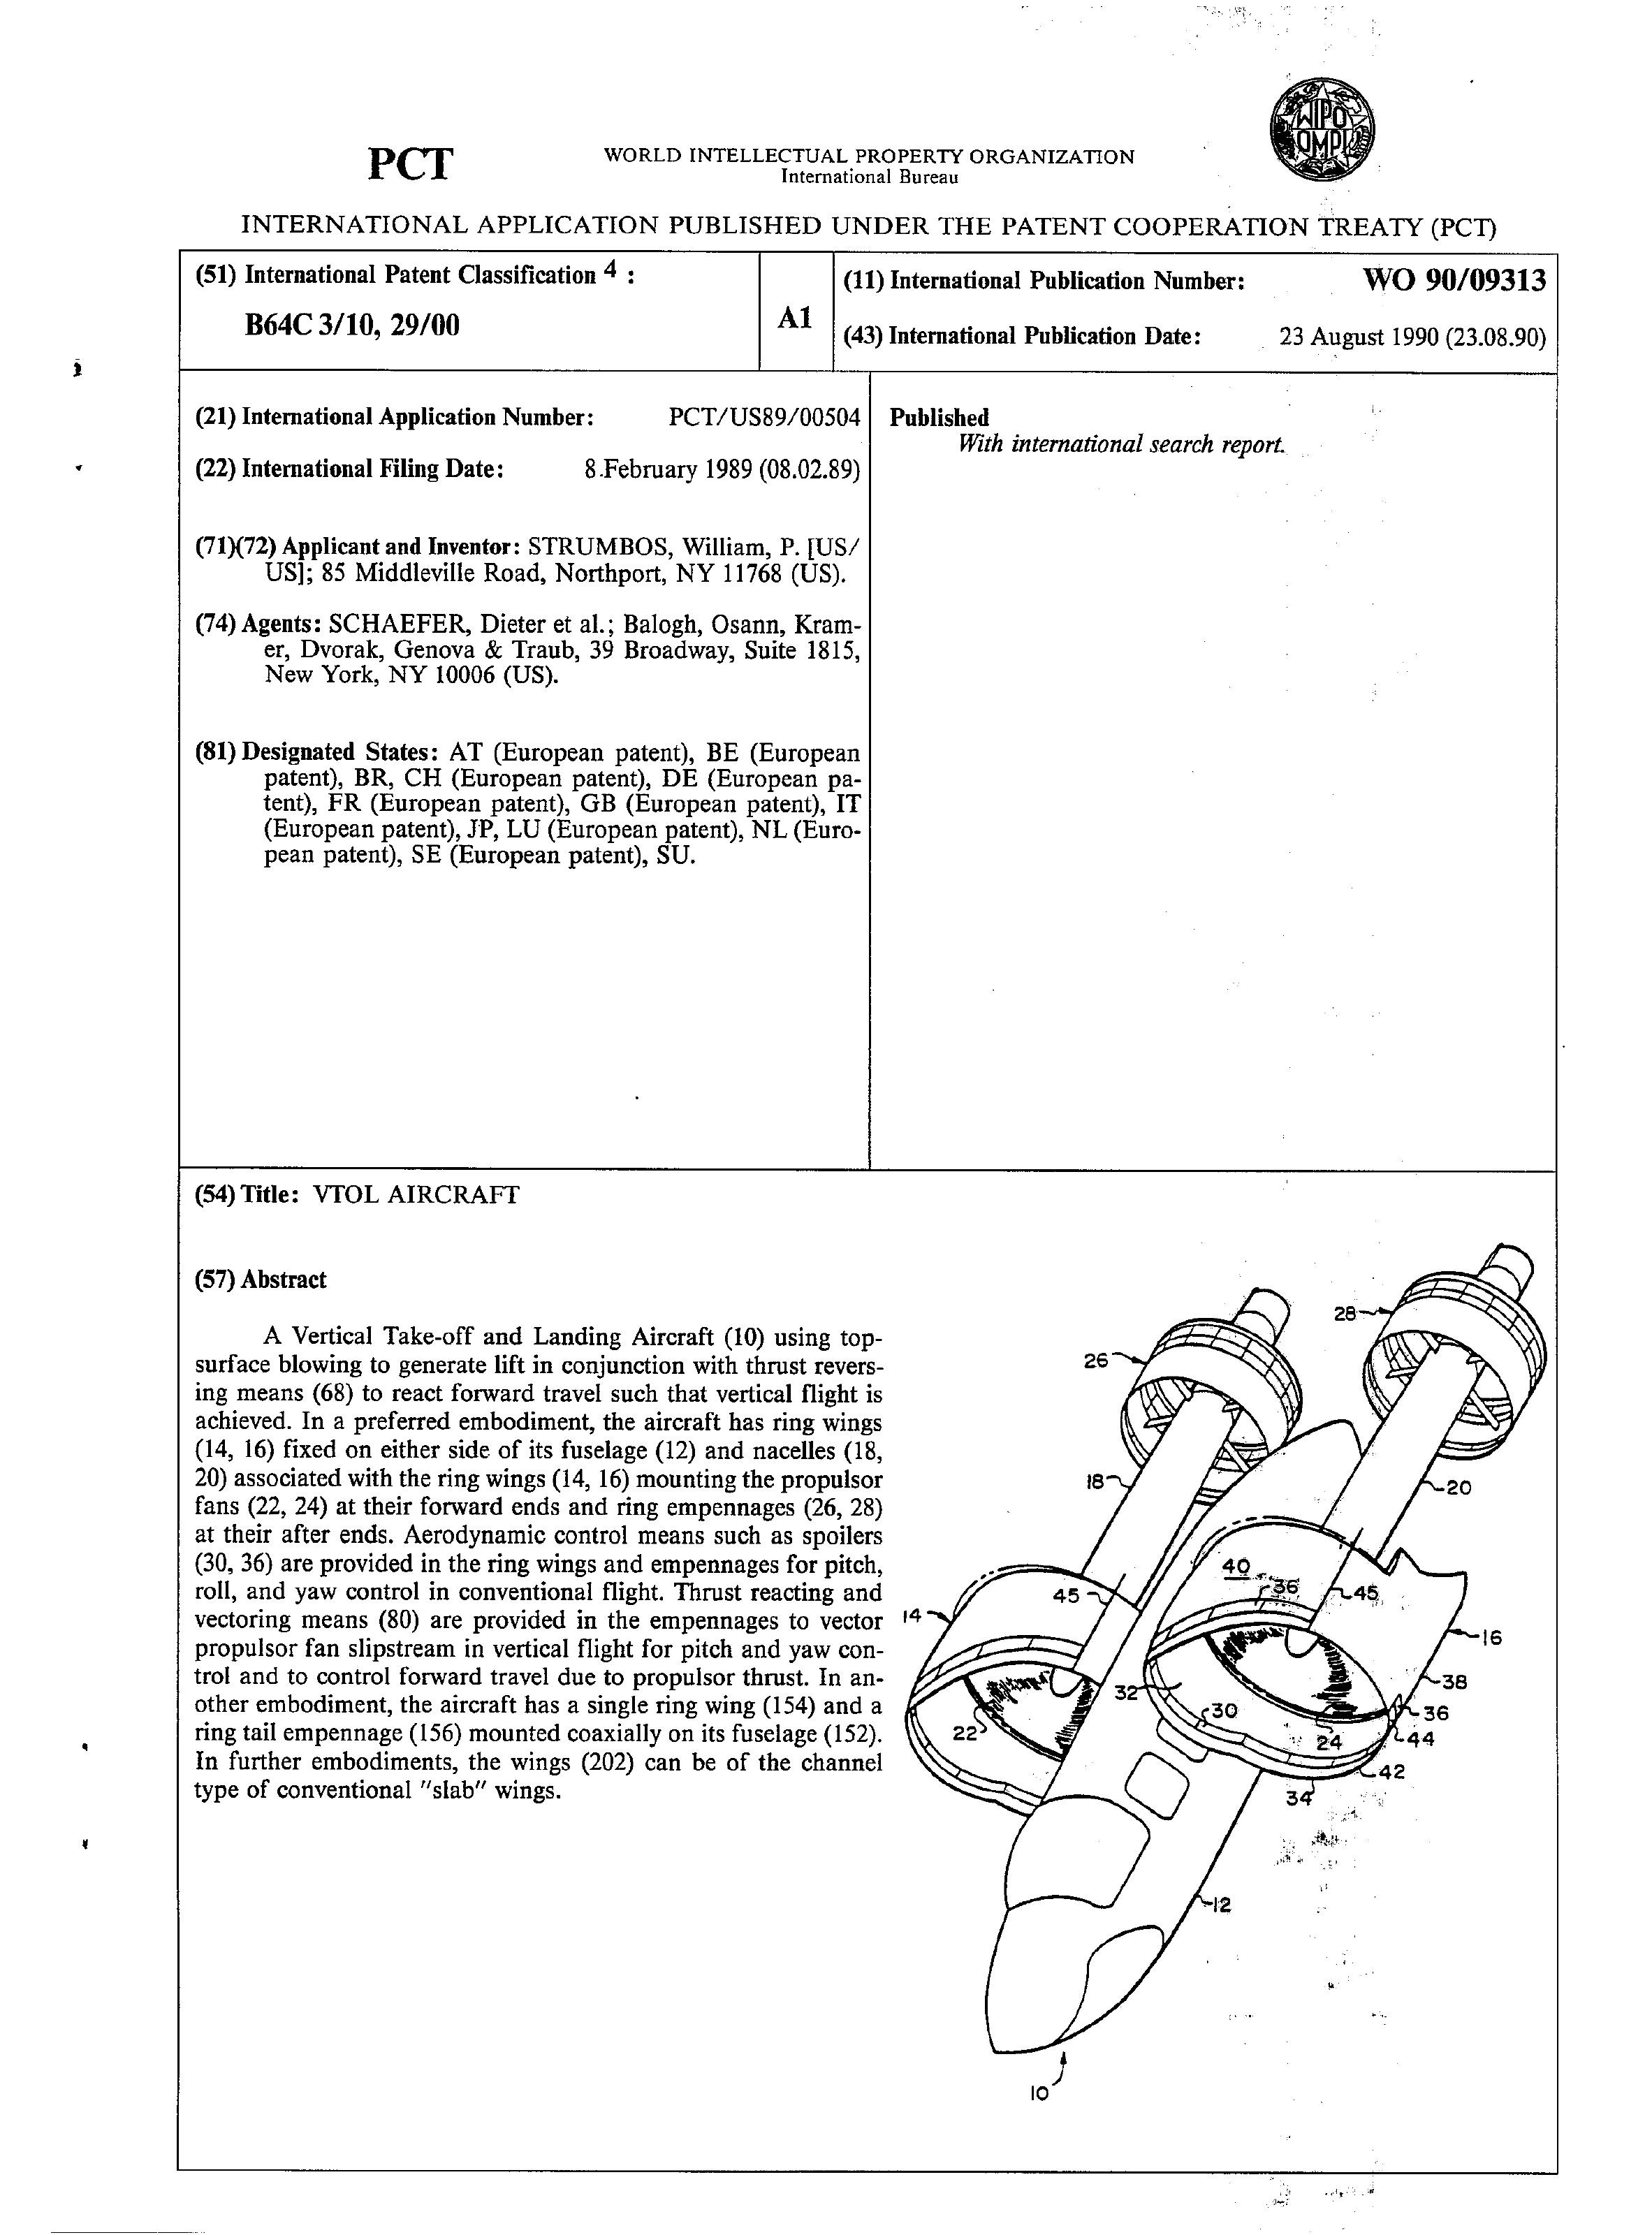 WIPO
OMPI
PCT
WORLD INTELLECTUAL PROPERTY ORGANIZATION
International Bureau
INTERNATIONAL APPLICATION PUBLISHED UNDER THE PATENT COOPERATION TREATY (PCT)
(51) International Patent Classification 4 :
B64C 3/10, 29/00
A1
(11) International Publication Number: WO 90/09313
(43) International Publication Date: 23 August 1990 (23.08.90)
(21) International Application Number: PCT/US89/00504
(22) International Filing Date: 8 February 1989 (08.02.89)
(71)(72) Applicant and Inventor: STRUMBOS, William, P. [US/
US]; 85 Middleville Road, Northport, NY 11768 (US).
(74) Agents: SCHAEFER, Dieter et al.; Balogh, Osann, Kram-
er, Dvorak, Genova & Traub, 39 Broadway, Suite 1815,
New York, NY 10006 (US).
(81) Designated States: AT (European patent), BE (European
patent), BR, CH (European patent), DE (European pa-
tent), FR (European patent), GB (European patent), IT
(European patent), JP, LU (European patent), NL (Euro-
pean patent), SE (European patent), SU.
Published
With international search report.
(54) Title: VTOL AIRCRAFT
(57) Abstract
A Vertical Take-off and Landing Aircraft (10) using top-
surface blowing to generate lift in conjunction with thrust revers-
ing means (68) to react forward travel such that vertical flight is
achieved. In a preferred embodiment, the aircraft has ring wings
(14, 16) fixed on either side of its fuselage (12) and nacelles (18,
20) associated with the ring wings (14, 16) mounting the propulsor
fans (22, 24) at their forward ends and ring empennages (26, 28)
at their after ends. Aerodynamic control means such as spoilers
(30, 36) are provided in the ring wings and empennages for pitch,
roll, and yaw control in conventional flight. Thrust reacting and
vectoring means (80) are provided in the empennages to vector
propulsor fan slipstream in vertical flight for pitch and yaw con-
trol and to control forward travel due to propulsor thrust. In an-
other embodiment, the aircraft has a single ring wing (154) and a
ring tail empennage (156) mounted coaxially on its fuselage (152).
In further embodiments, the wings (202) can be of the channel
type of conventional "slab" wings.
28
26
18
20
40
36
45
45
14
16
38
32
30
36
22
24
44
42
34
12
10